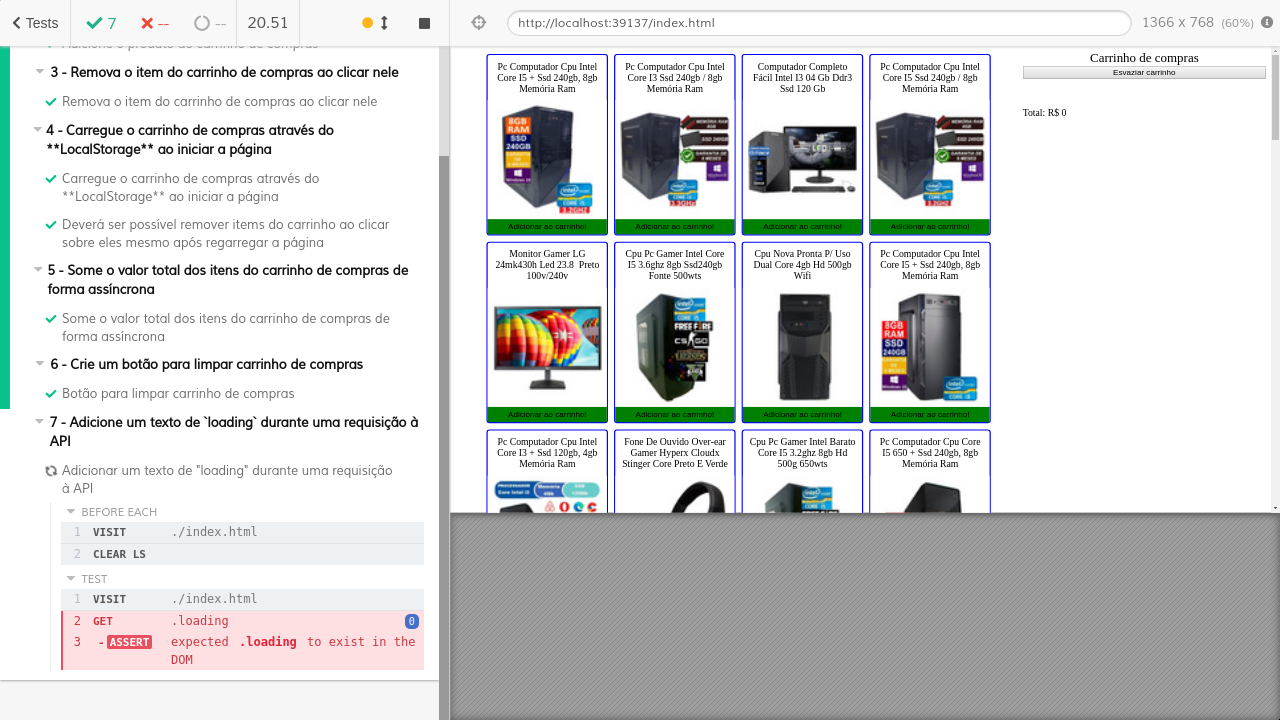 Tests
7
--
--
20.51
http://localhost:39137/index.html
1366 x 768 (60%)
Adicione o produto ao carrinho de compras
3 - Remova o item do carrinho de compras ao clicar nele
Remova o item do carrinho de compras ao clicar nele
4 - Carregue o carrinho de compras através do
**LocalStorage** ao iniciar a página
Carregue o carrinho de compras através do
**LocalStorage** ao iniciar a página
Deverá ser possível remover items do carrinho ao clicar
sobre eles mesmo após regarregar a página
5 - Some o valor total dos itens do carrinho de compras de
forma assíncrona
Some o valor total dos itens do carrinho de compras de
forma assíncrona
6 - Crie um botão para limpar carrinho de compras
Botão para limpar carrinho de compras
7 - Adicione um texto de `loading` durante uma requisição à
API
Adicionar um texto de "loading" durante uma requisição
à API
BEFORE EACH
1 VISIT ./index.html
2 CLEAR LS
TEST
1 VISIT ./index.html
2 GET .loading 0
3 - ASSERT expected .loading to exist in the
DOM
Pc Computador Cpu Intel
Core I5 + Ssd 240gb, 8gb
Memória Ram
8GB
RAM
SSD
240GB
Adicionar ao carrinho!
Pc Computador Cpu Intel
Core I3 Ssd 240gb / 8gb
Memória Ram
Adicionar ao carrinho!
Computador Completo
Fácil Intel I3 04 Gb Ddr3
Ssd 120 Gb
Adicionar ao carrinho!
Pc Computador Cpu Intel
Core I5 Ssd 240gb / 8gb
Memória Ram
Adicionar ao carrinho!
Monitor Gamer LG
24mk430h Led 23.8 Preto
100v/240v
Adicionar ao carrinho!
Cpu Pc Gamer Intel Core
I5 3.6ghz 8gb Ssd240gb
Fonte 500wts
FREE FIRE
CS:GO
Adicionar ao carrinho!
Cpu Nova Pronta P/ Uso
Dual Core 4gb Hd 500gb
Wifi
Adicionar ao carrinho!
Pc Computador Cpu Intel
Core I5 + Ssd 240gb, 8gb
Memória Ram
8GB
RAM
SSD
240GB
Adicionar ao carrinho!
Pc Computador Cpu Intel
Core I3 + Ssd 120gb, 4gb
Memória Ram
Fone De Ouvido Over-ear
Gamer Hyperx Cloudx
Stinger Core Preto E Verde
Cpu Pc Gamer Intel Barato
Core I5 3.2ghz 8gb Hd
500g 650wts
Pc Computador Cpu Core
I5 650 + Ssd 240gb, 8gb
Memória Ram
Carrinho de compras
Esvaziar carrinho
Total: R$ 0